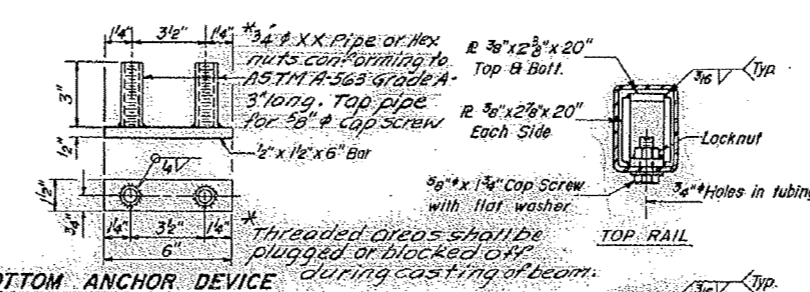 1¼" 3½" 1¼"
*¾" φ XX Pipe or Hex
nuts conforming to
ASTM A-563 Grade A-
3" long. Tap pipe
for ⅝" φ Cap Screw
3"
½"
½" x 1½" x 6" Bar
¼
1½"
¾"
1¼" 3½" 1¼"
6"
*
Threaded areas shall be
plugged or blocked off
during casting of beam.
BOTTOM ANCHOR DEVICE
℞ ⅜" x 2⅜" x 20"
Top & Bott.
℞ ⅜" x 2⅞" x 20"
Each Side
3/16 Typ.
Locknut
⅝" φ x 1¾" Cap Screw
with flat washer
¾" φ Holes in tubing
TOP RAIL
3/16 Typ.